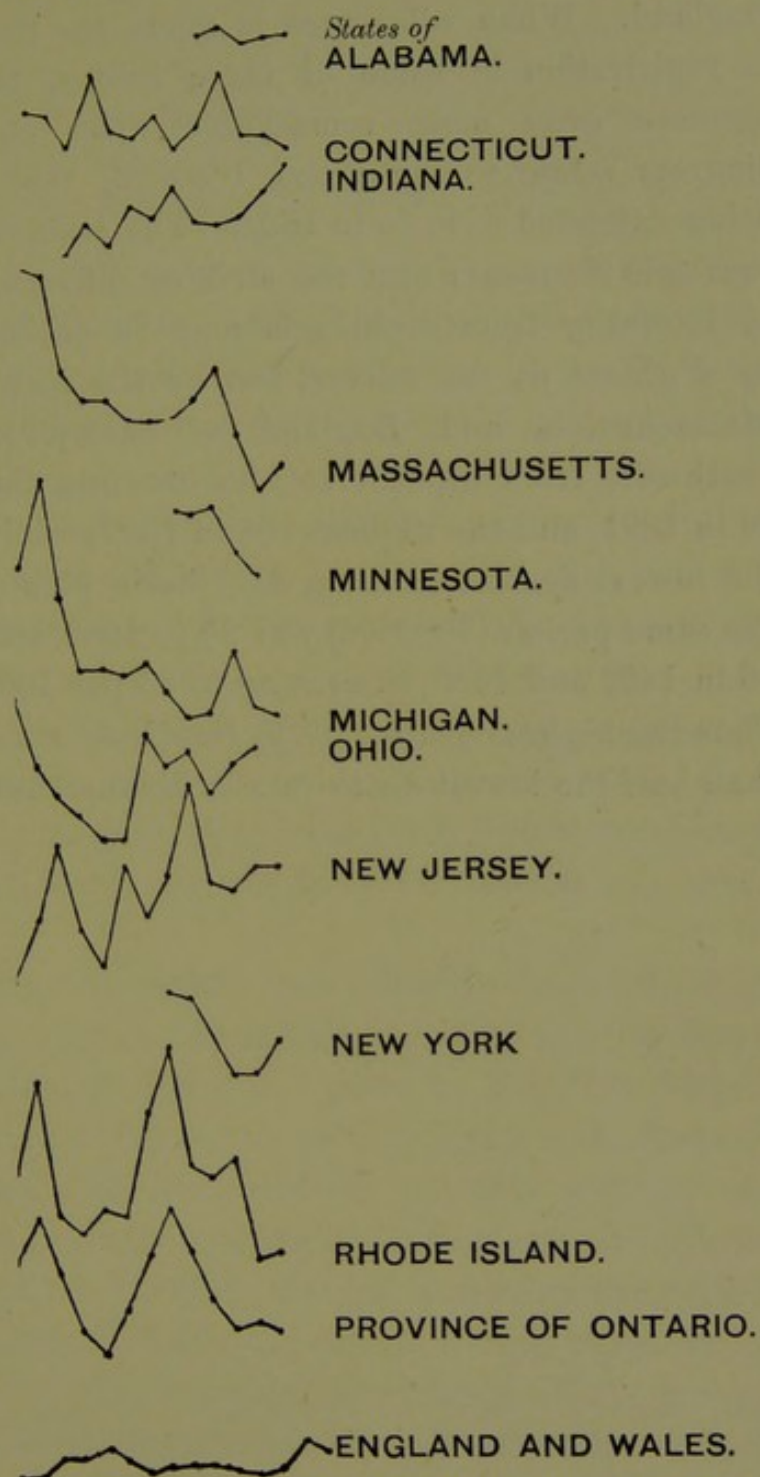 States of
ALABAMA.
CONNECTICUT.
INDIANA.
MASSACHUSETTS.
MINNESOTA.
MICHIGAN.
OHIO.
NEW JERSEY.
NEW YORK
RHODE ISLAND.
PROVINCE OF ONTARIO.
ENGLAND AND WALES.